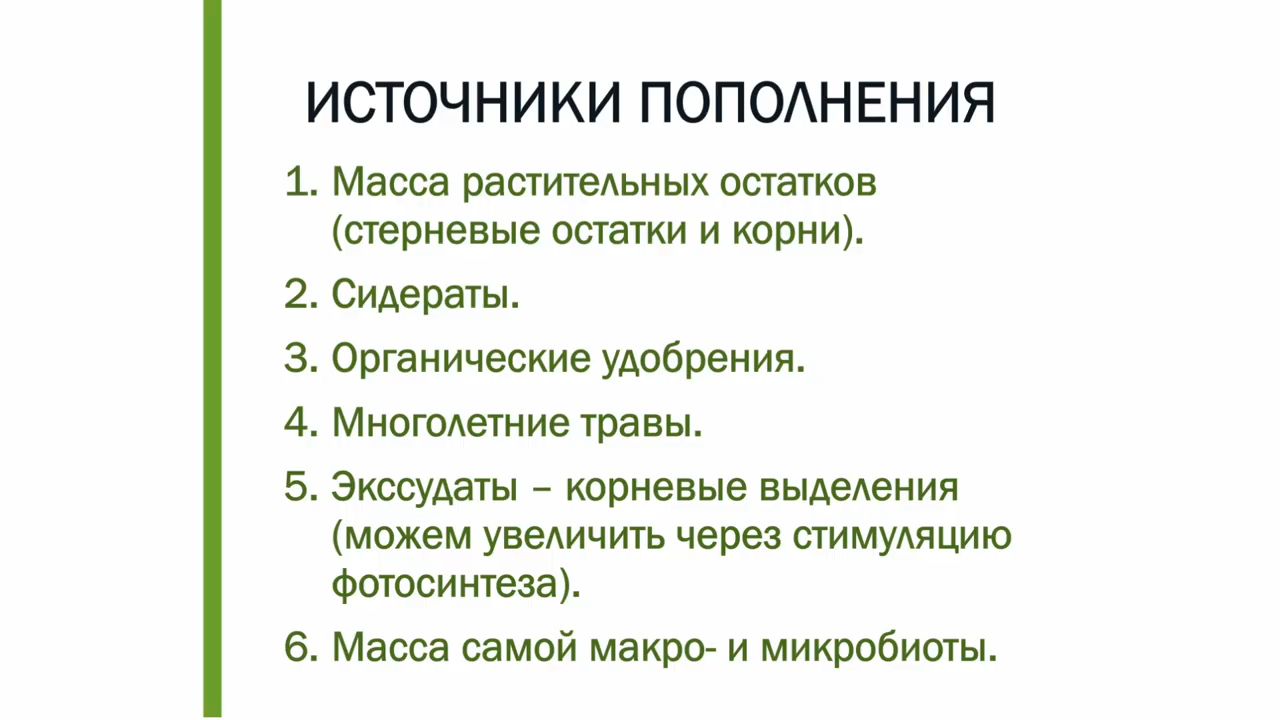 ИСТОЧНИКИ ПОПОЛНЕНИЯ
1. Масса растительных остатков
(стерневые остатки и корни).
2. Сидераты.
3. Органические удобрения.
4. Многолетние травы.
5. Экссудаты – корневые выделения
(можем увеличить через стимуляцию
фотосинтеза).
6. Масса самой макро- и микробиоты.